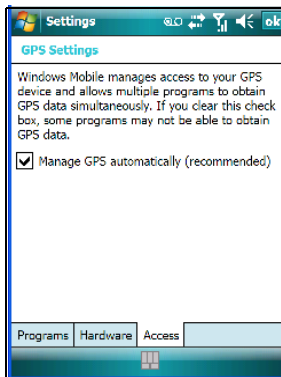 Settings
ok
GPS Settings
Windows Mobile manages access to your GPS
device and allows multiple programs to obtain
GPS data simultaneously. If you clear this check
box, some programs may not be able to obtain
GPS data.
Manage GPS automatically (recommended)
Programs Hardware Access